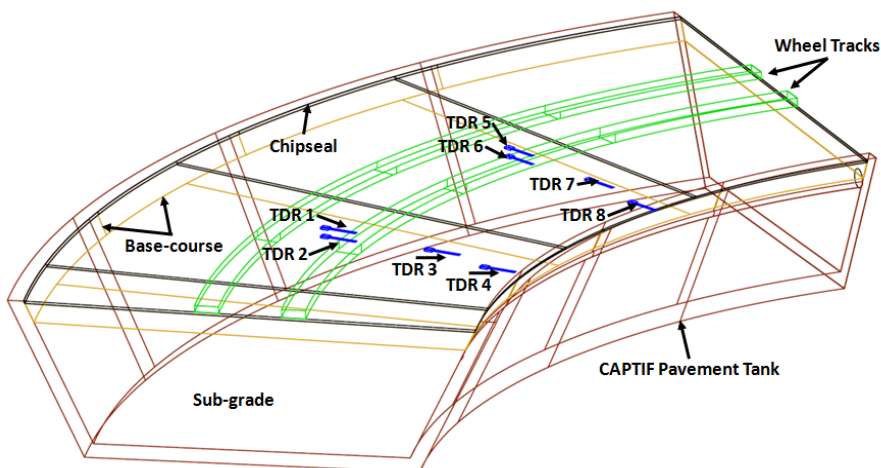 Wheel Tracks
TDR 5
Chipseal
TDR 6
TDR 7
TDR 1
TDR 8
Base-course
TDR 2
TDR 3
TDR 4
CAPTIF Pavement Tank
Sub-grade